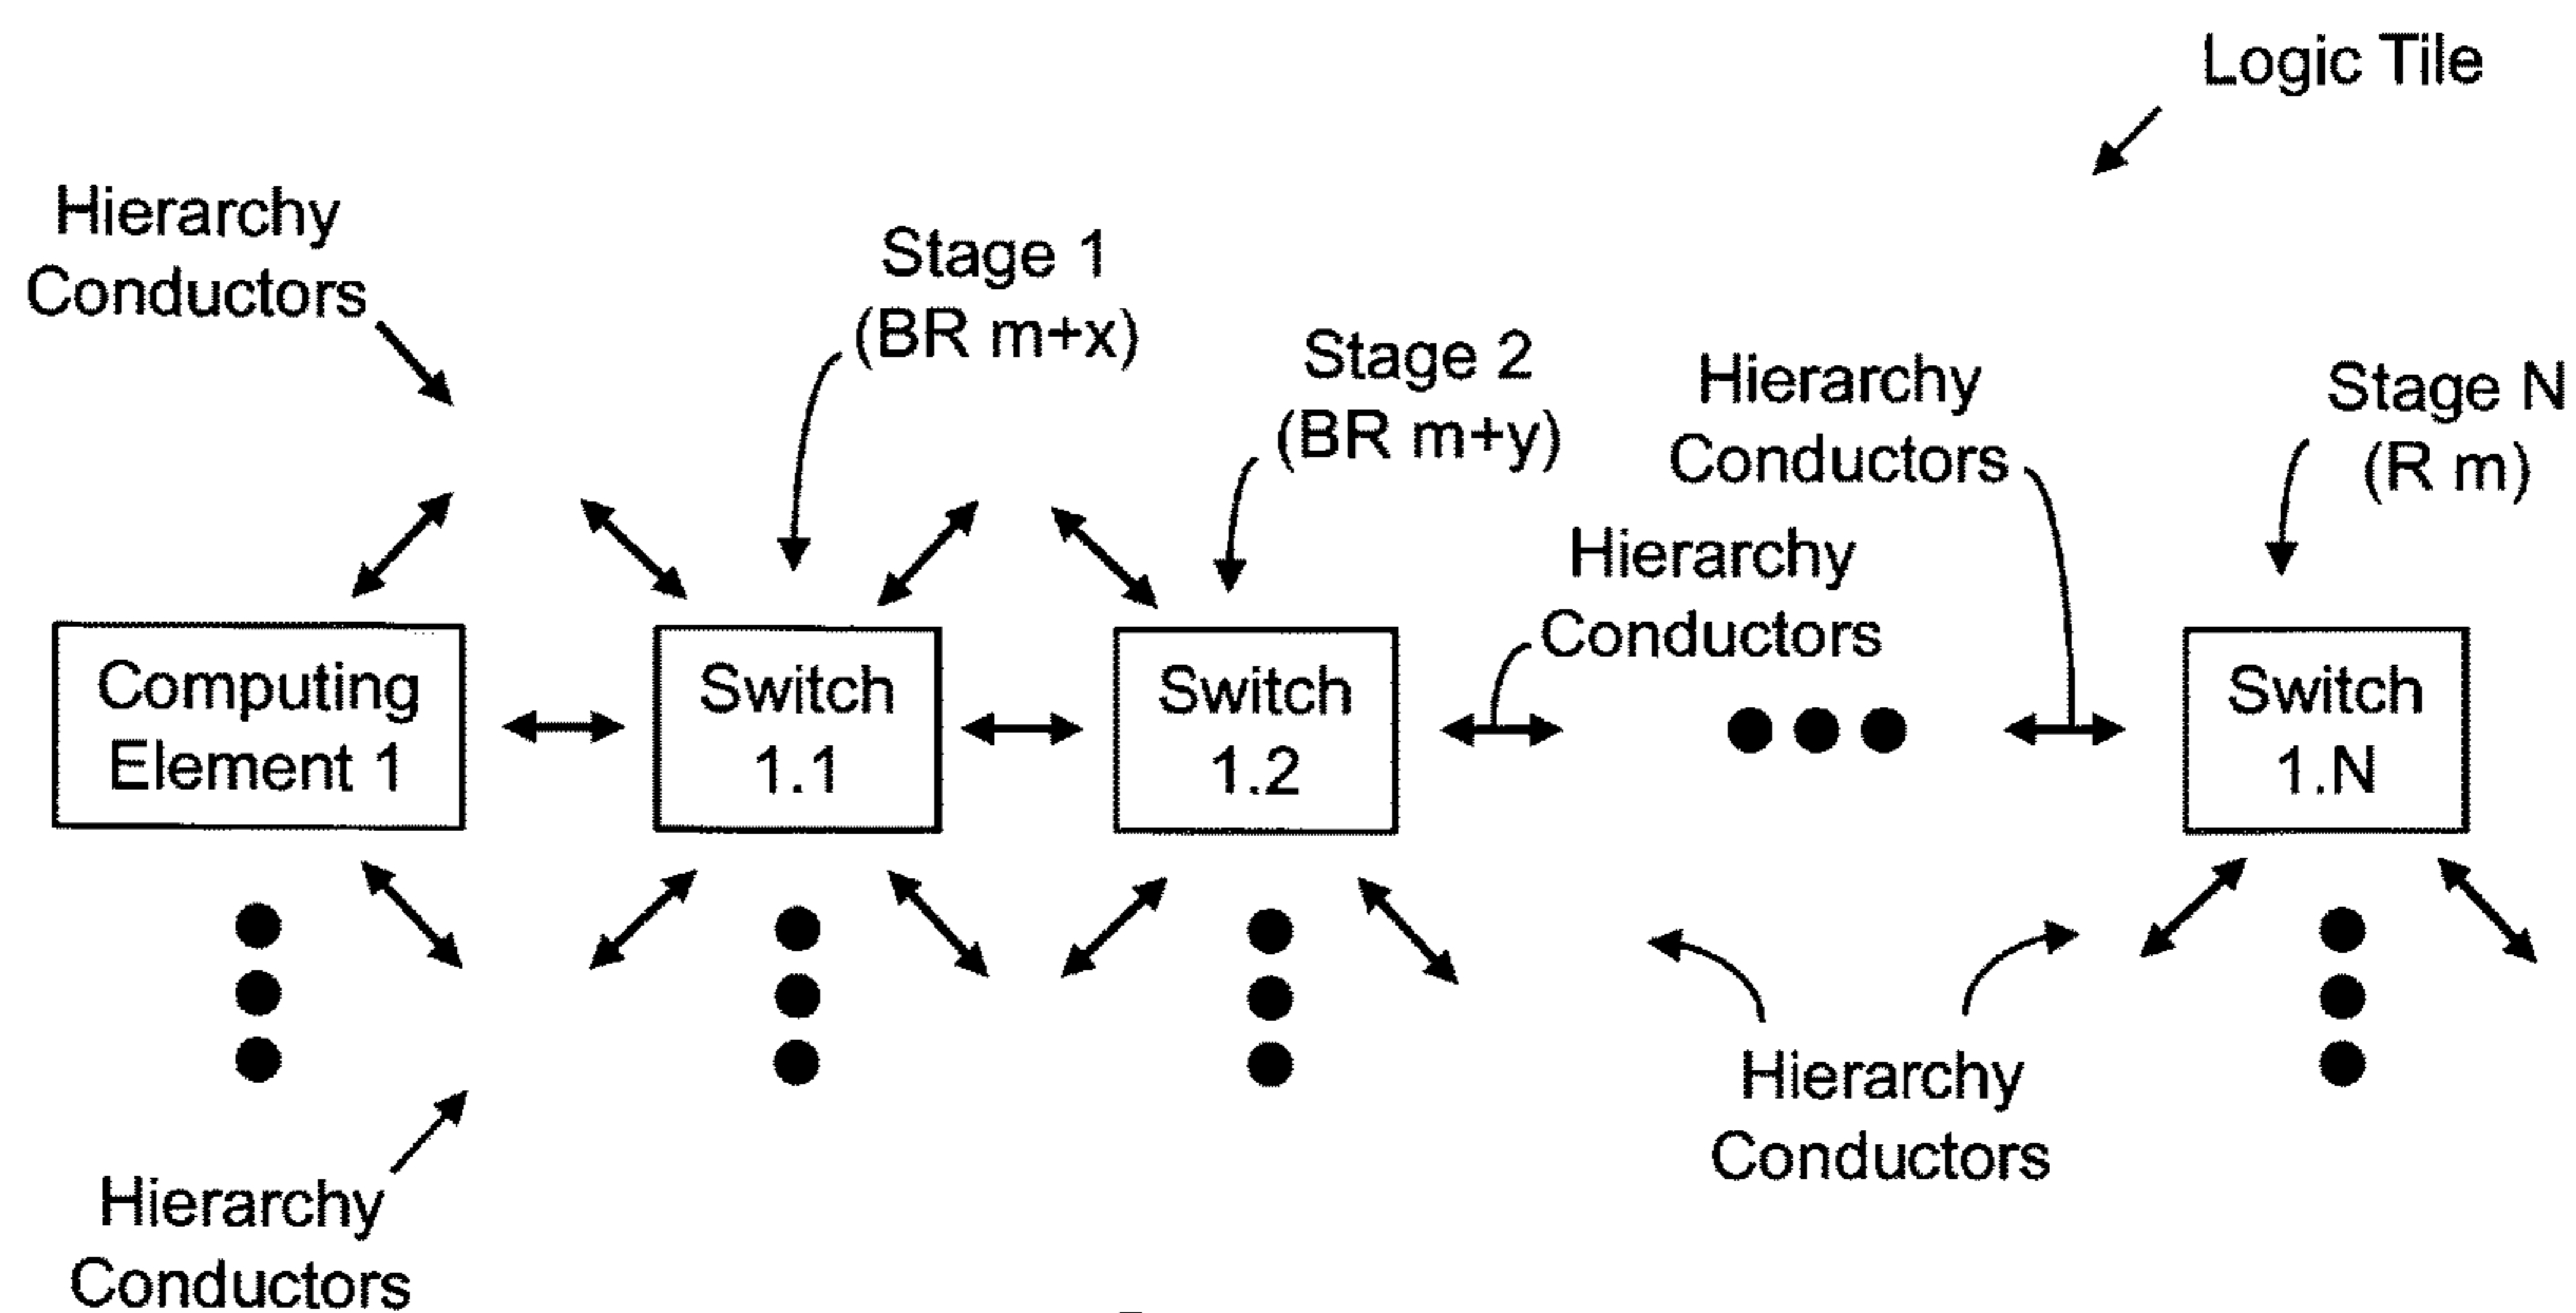 Logic Tile
Hierarchy
Conductors
Stage 1
(BR m+x)
Stage 2
(BR m+y)
Hierarchy
Conductors
Stage N
(R m)
Hierarchy
Conductors
Computing
Element 1
Switch
1.1
Switch
1.2
Switch
1.N
Hierarchy
Conductors
Hierarchy
Conductors